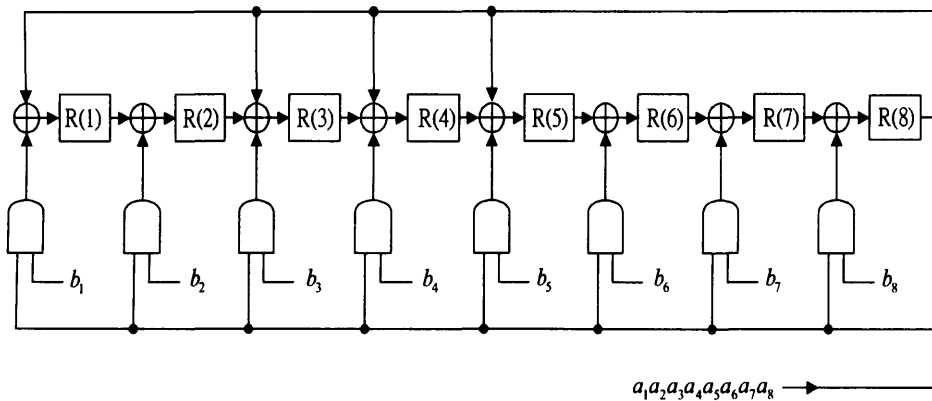 R(1) R(2) R(3) R(4) R(5) R(6) R(7) R(8)
b₁ b₂ b₃ b₄ b₅ b₆ b₇ b₈
a₁a₂a₃a₄a₅a₆a₇a₈